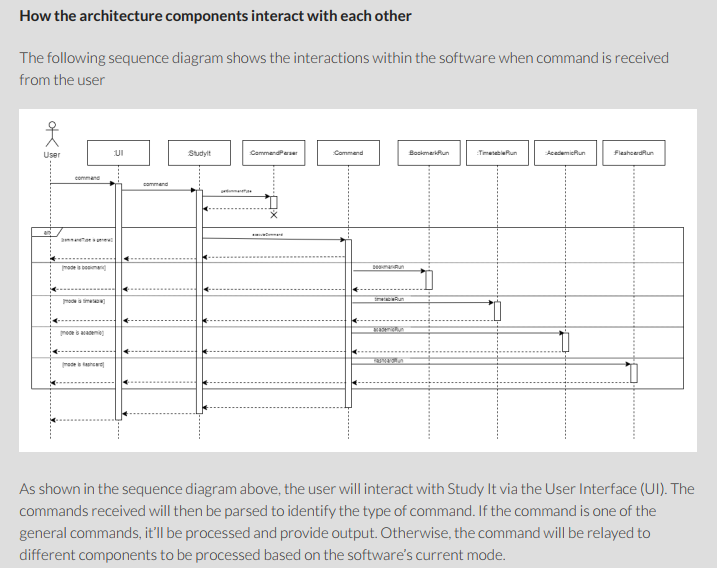 How the architecture components interact with each other
The following sequence diagram shows the interactions within the software when command is received
from the user
User
:UI
:StudyIt
:CommandParser
:Command
:BookmarkRun
:TimetableRun
:AcademicRun
:FlashcardRun
command
command
getCommandType
alt
executeCommand
[commandType is general]
[mode is bookmark]
bookmarkRun
[mode is timetable]
timetableRun
[mode is academic]
academicRun
[mode is flashcard]
flashcardRun
As shown in the sequence diagram above, the user will interact with Study It via the User Interface (UI). The
commands received will then be parsed to identify the type of command. If the command is one of the
general commands, it'll be processed and provide output. Otherwise, the command will be relayed to
different components to be processed based on the software's current mode.